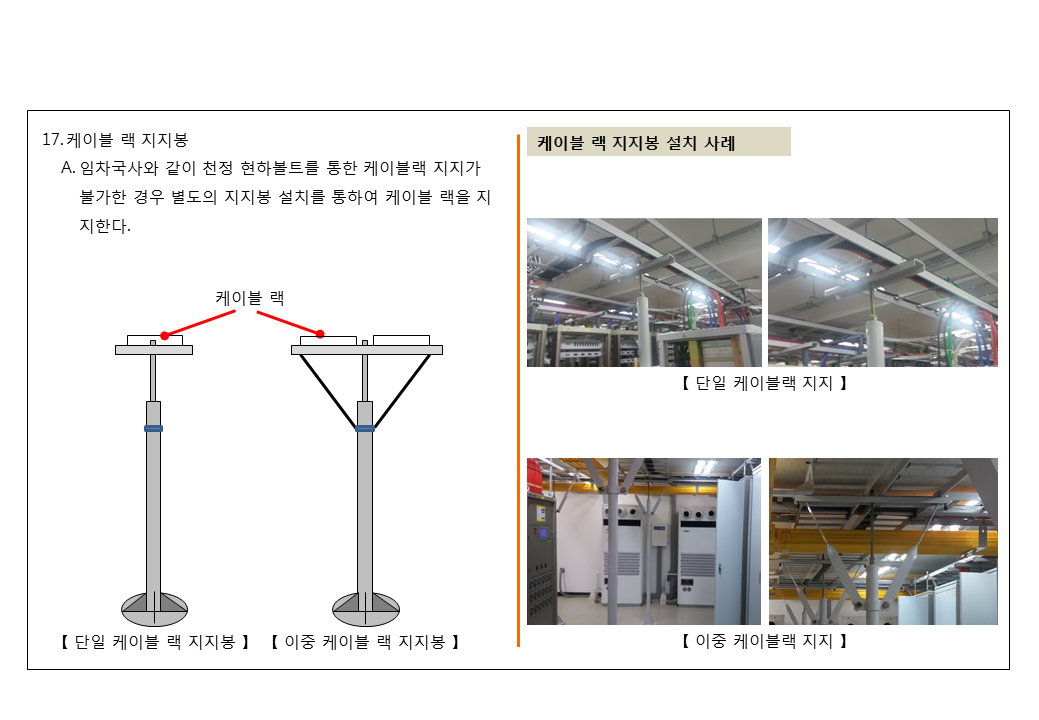 17. 케이블 랙 지지봉
A. 임차국사와 같이 천정 현하볼트를 통한 케이블랙 지지가
불가한 경우 별도의 지지봉 설치를 통하여 케이블 랙을 지
지한다.
케이블 랙
【 단일 케이블 랙 지지봉 】
【 이중 케이블 랙 지지봉 】
케이블 랙 지지봉 설치 사례
【 단일 케이블랙 지지 】
【 이중 케이블랙 지지 】